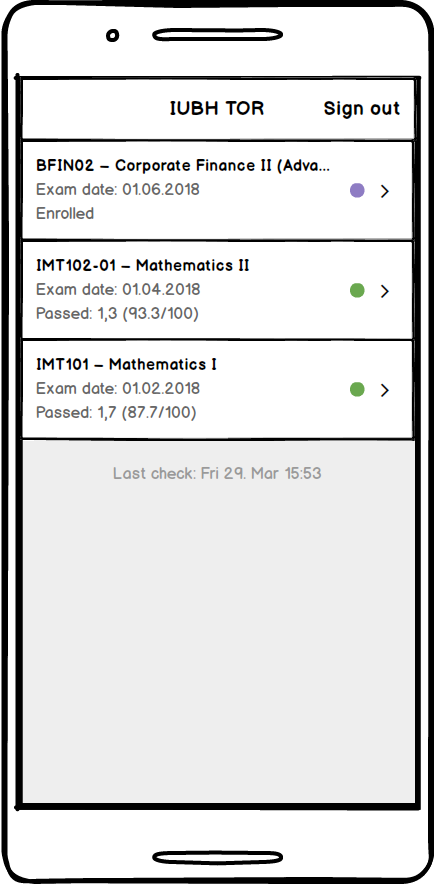 IUBH TOR Sign out
BFIN02 – Corporate Finance II (Adva...
Exam date: 01.06.2018
Enrolled
IMT102-01 – Mathematics II
Exam date: 01.04.2018
Passed: 1,3 (93.3/100)
IMT101 – Mathematics I
Exam date: 01.02.2018
Passed: 1,7 (87.7/100)
Last check: Fri 29. Mar 15:53